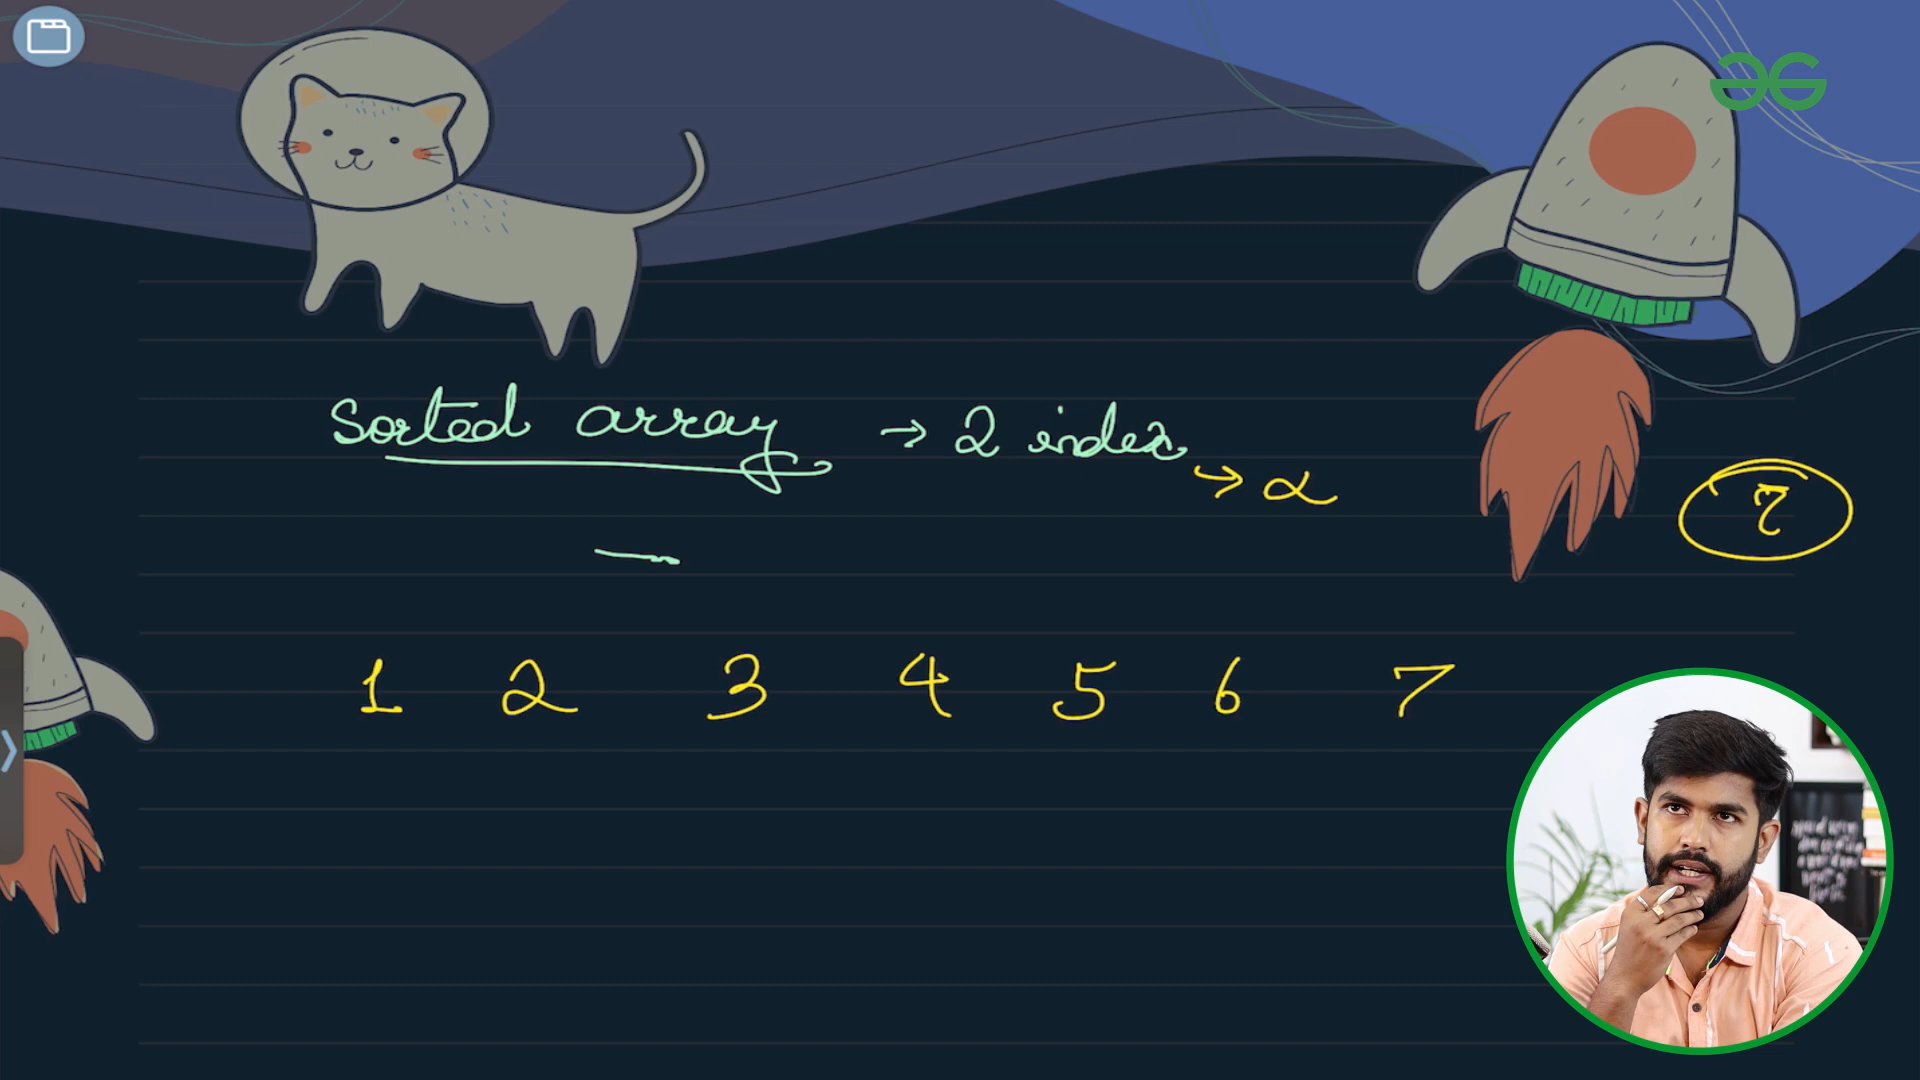 Sorted array → 2 index
→ α
7
1 2 3 4 5 6 7